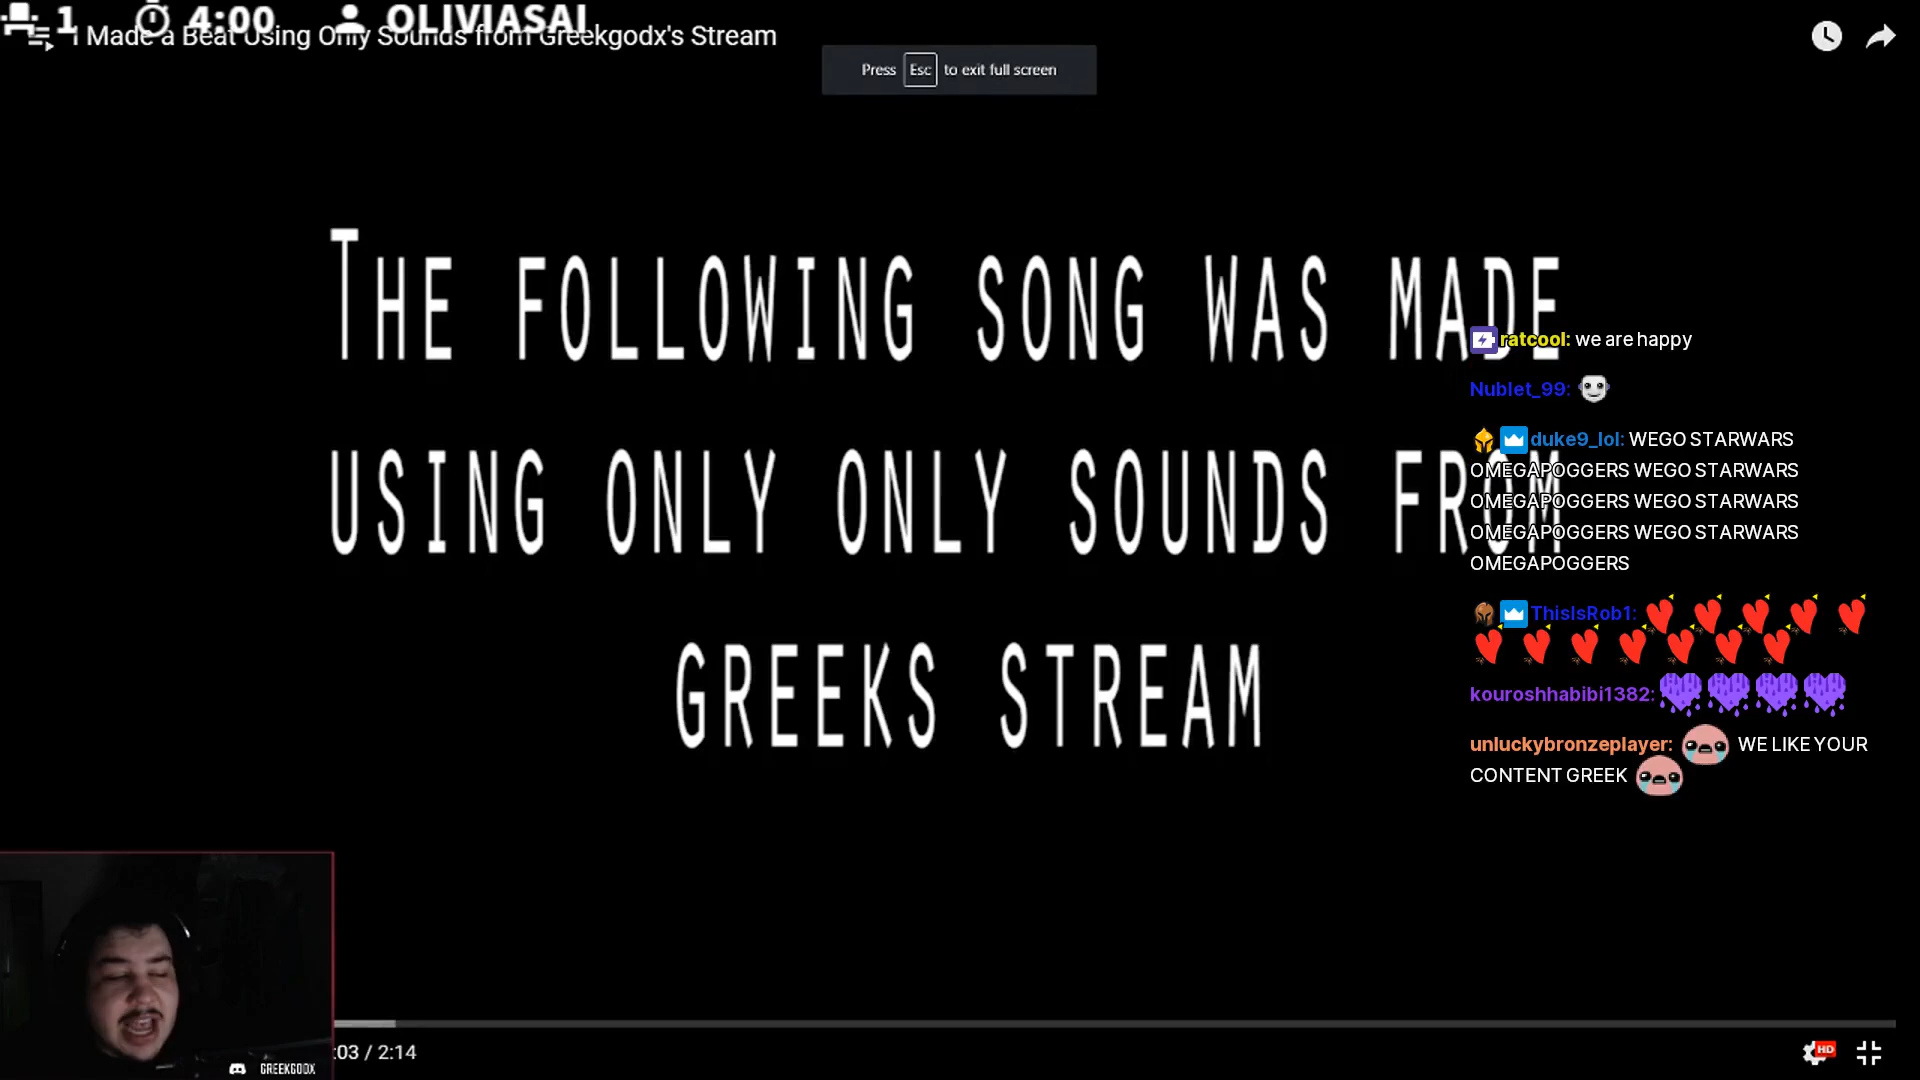 1 4:00 OLIVIASAI
I Made a Beat Using Only Sounds from Greekgodx's Stream
Press Esc to exit full screen
THE FOLLOWING SONG WAS MADE
USING ONLY ONLY SOUNDS FROM
GREEKS STREAM
ratcool: we are happy
Nublet_99:
duke9_lol: WEGO STARWARS
OMEGAPOGGERS WEGO STARWARS
OMEGAPOGGERS WEGO STARWARS
OMEGAPOGGERS WEGO STARWARS
OMEGAPOGGERS
ThisIsRob1:
kouroshhabibi1382:
unluckybronzeplayer: WE LIKE YOUR
CONTENT GREEK
GREEKGODX
:03 / 2:14
HD